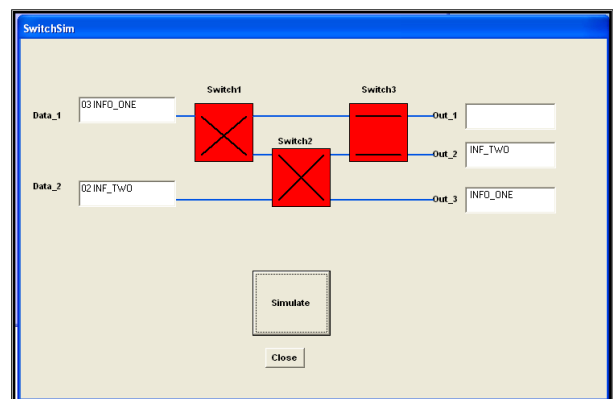 SwitchSim
Switch1
Switch3
Data_1
03 INFO_ONE
Out_1
Switch2
Out_2
INF_TWO
Data_2
02 INF_TWO
Out_3
INFO_ONE
Simulate
Close